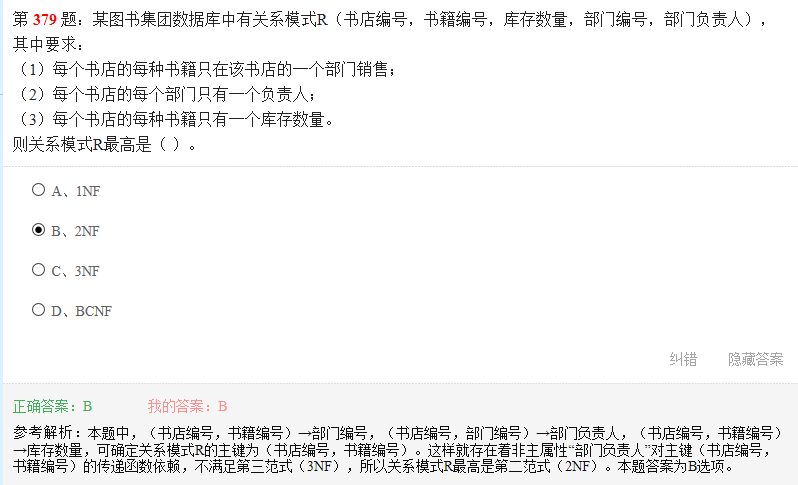 第 379 题：某图书集团数据库中有关系模式R（书店编号，书籍编号，库存数量，部门编号，部门负责人），
其中要求：
（1）每个书店的每种书籍只在该书店的一个部门销售；
（2）每个书店的每个部门只有一个负责人；
（3）每个书店的每种书籍只有一个库存数量。
则关系模式R最高是（ ）。
A、1NF
B、2NF
C、3NF
D、BCNF
纠错 隐藏答案
正确答案：B 我的答案：B
参考解析：本题中，（书店编号，书籍编号）→部门编号，（书店编号，部门编号）→部门负责人，（书店编号，书籍编号）
→库存数量，可确定关系模式R的主键为（书店编号，书籍编号）。这样就存在着非主属性“部门负责人”对主键（书店编号，
书籍编号）的传递函数依赖，不满足第三范式（3NF），所以关系模式R最高是第二范式（2NF）。本题答案为B选项。